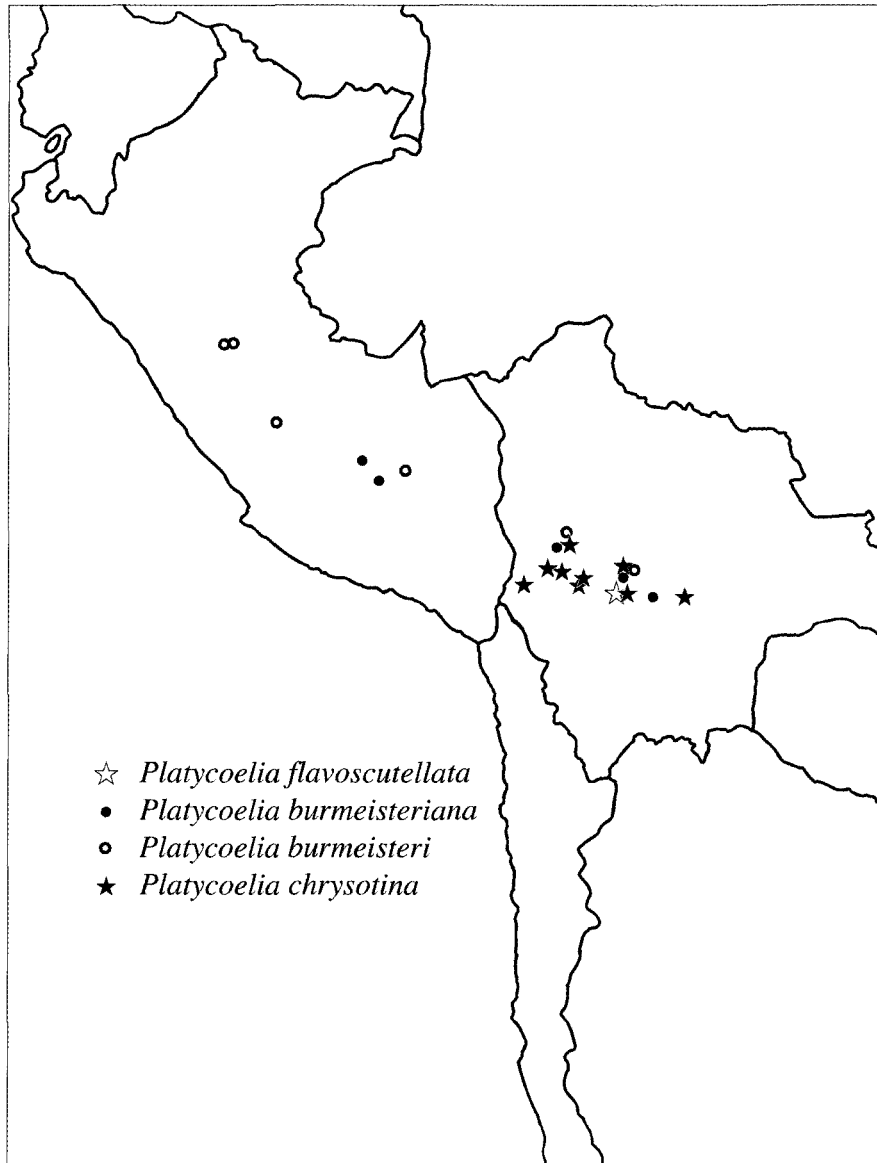 Platycoelia flavoscutellata
Platycoelia burmeisteriana
Platycoelia burmeisteri
Platycoelia chrysotina